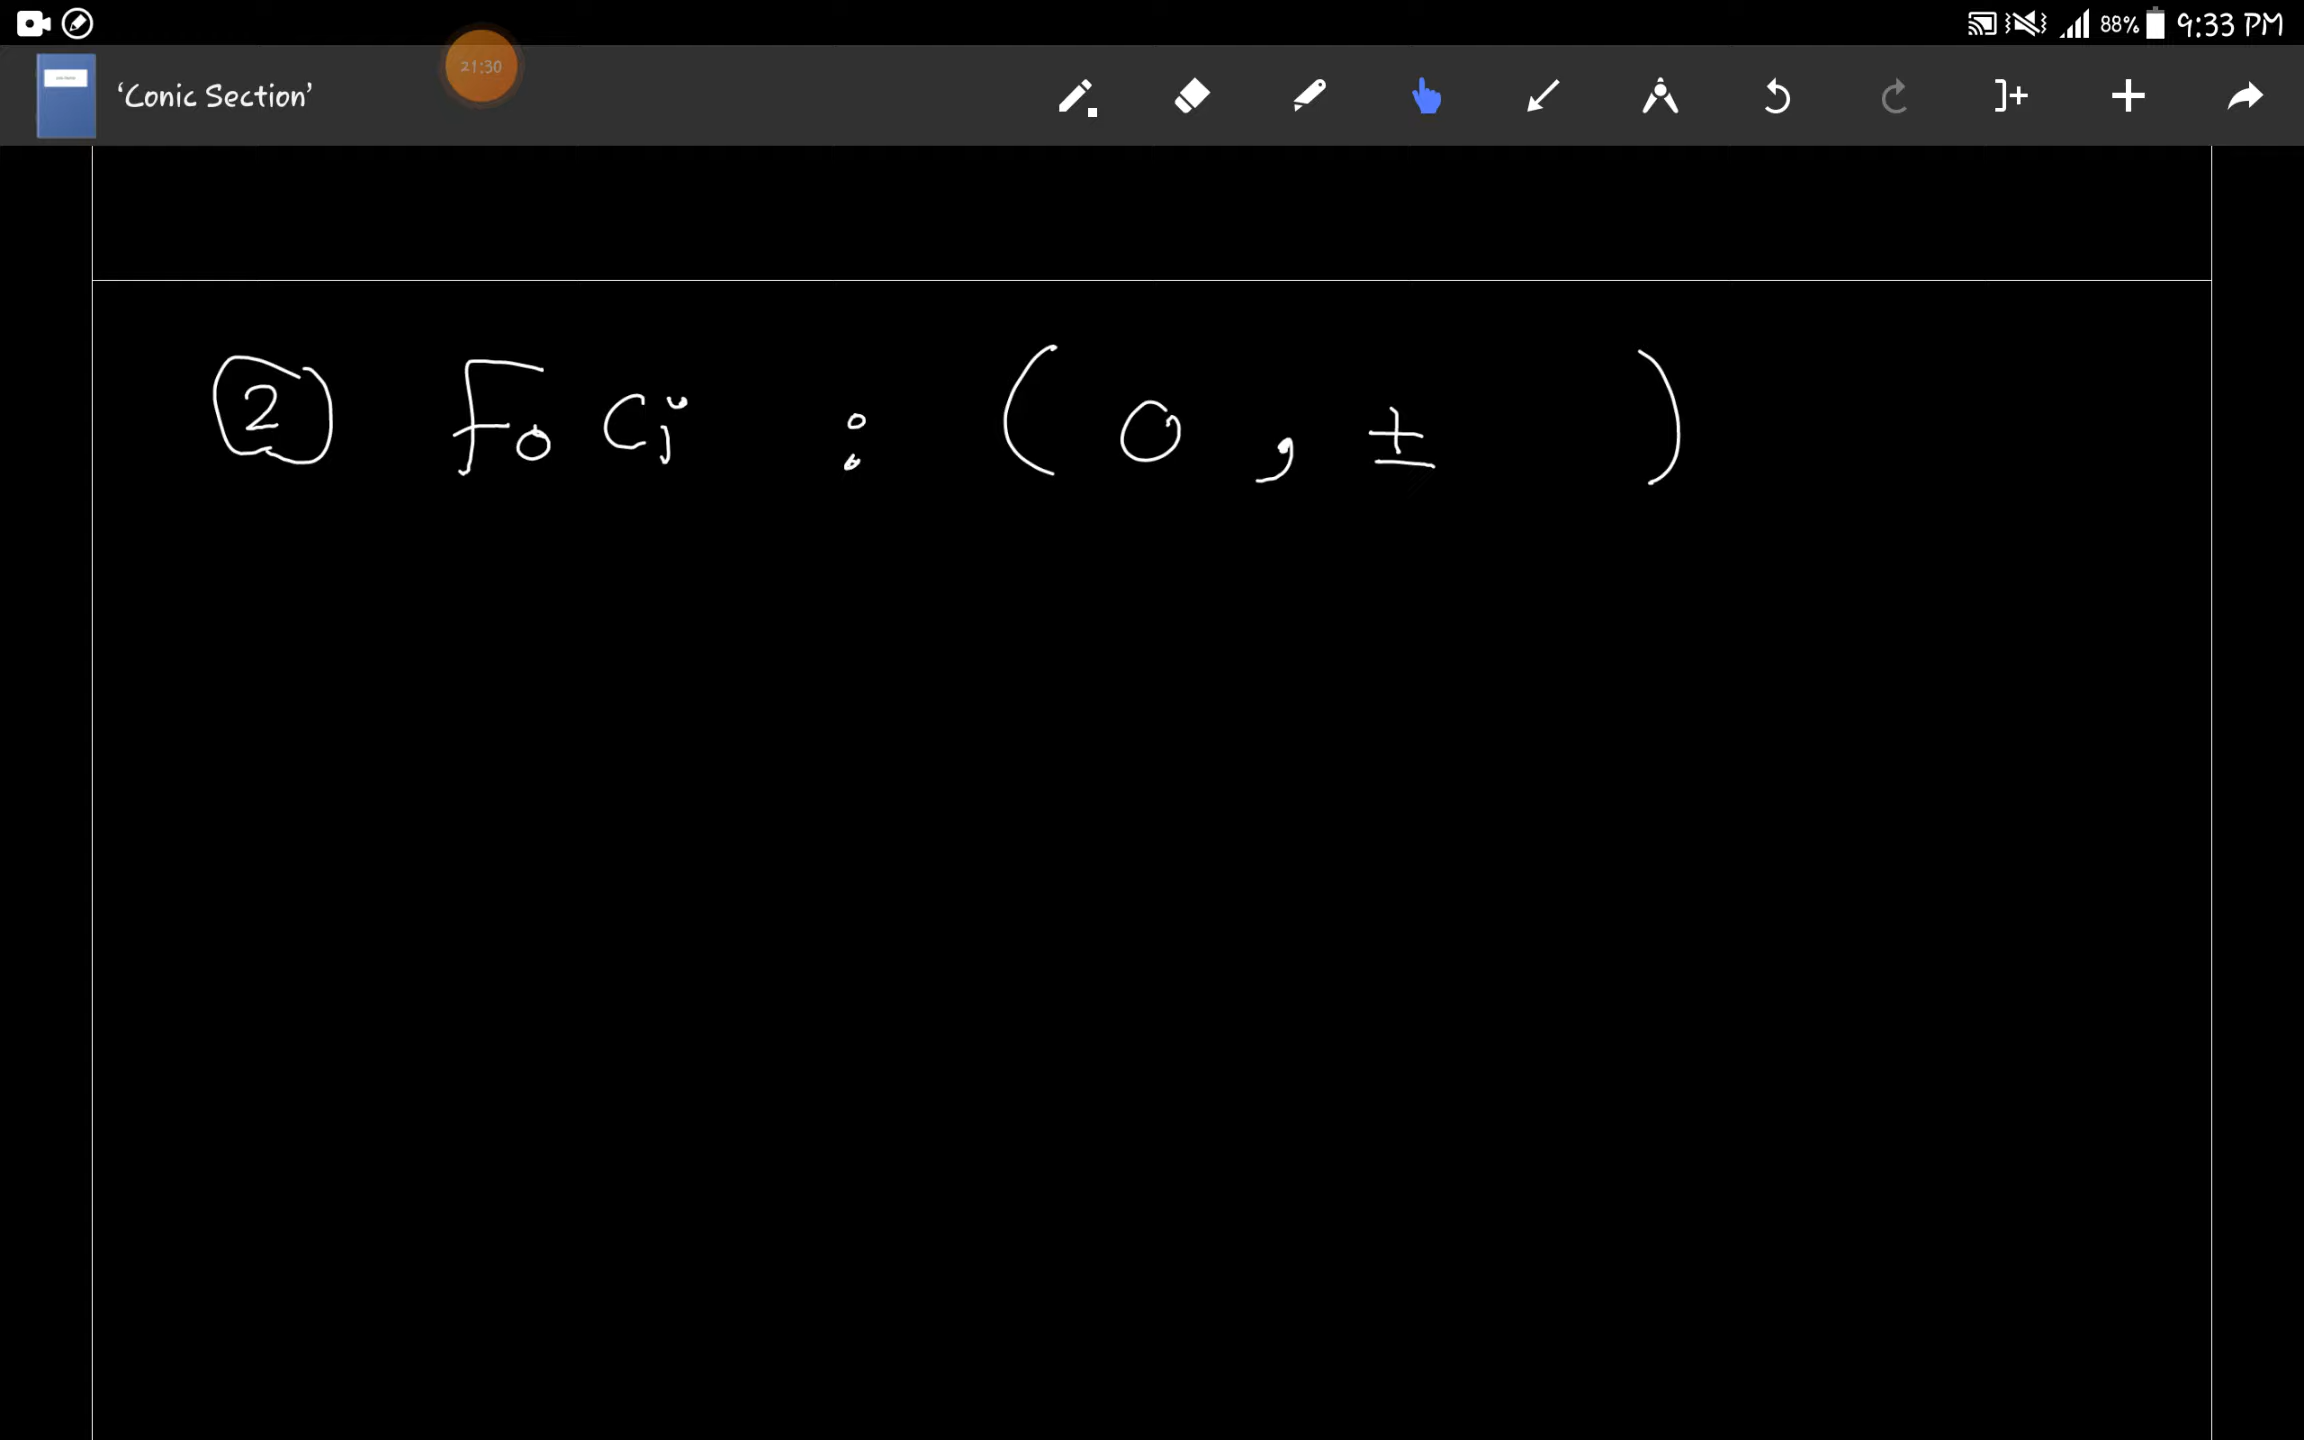 88% 9:33 PM
'Conic Section' 21:30
② Foci : ( 0 , ± )